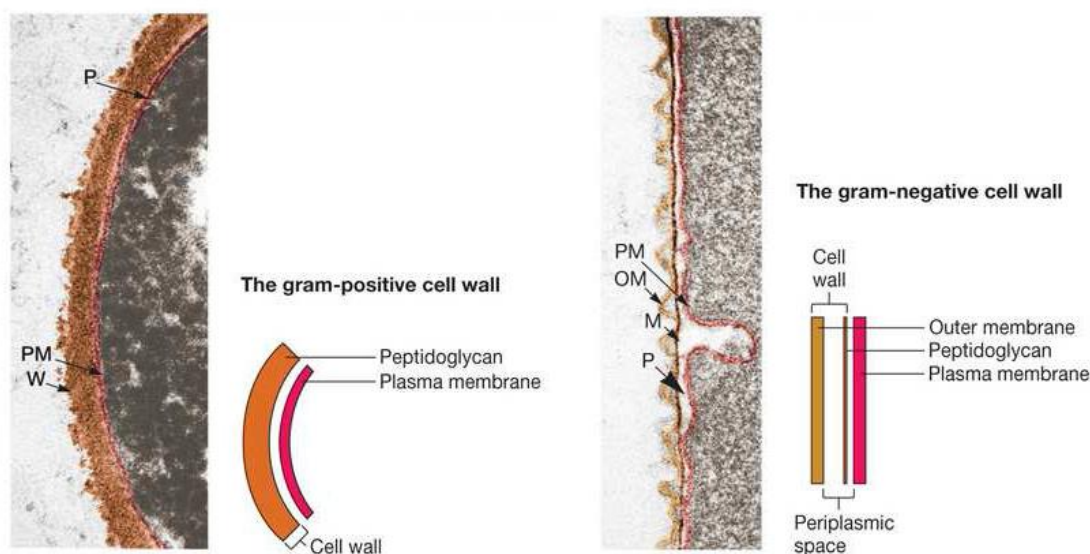 P
PM
W
The gram-positive cell wall
Peptidoglycan
Plasma membrane
Cell wall
PM
OM
M
P
The gram-negative cell wall
Cell
wall
Outer membrane
Peptidoglycan
Plasma membrane
Periplasmic
space